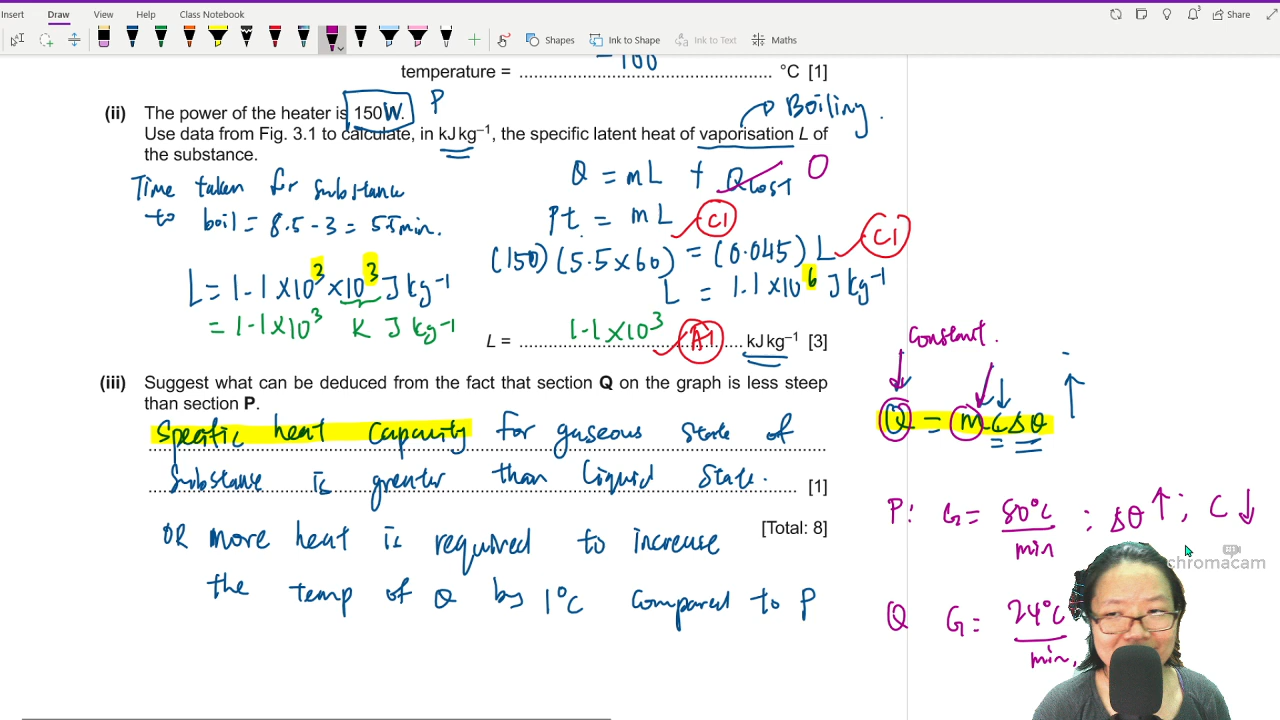 Insert Draw View Help Class Notebook Share
Shapes Ink to Shape Ink to Text Maths
temperature = -100 °C [1]
(ii) The power of the heater is 150W. P
Use data from Fig. 3.1 to calculate, in kJ kg⁻¹, the specific latent heat of vaporisation L of
the substance.
Boiling.
Time taken for substance
to boil = 8.5 - 3 = 5.5 min.
Q = mL + Qlost 0
Pt = mL C1
(150)(5.5×60) = (0.045) L C1
L = 1.1×10⁶ J kg⁻¹
L = 1.1×10³ ×10³ J kg⁻¹
= 1.1×10³ K J kg⁻¹
L = 1.1×10³ A1 kJ kg⁻¹ [3]
(iii) Suggest what can be deduced from the fact that section Q on the graph is less steep
than section P.
Specific heat capacity for gaseous state of
substance is greater than liquid state. [1]
[Total: 8]
OR more heat is required to increase
the temp of Q by 1°C compared to P
Constant.
Q = mcΔθ
P: G = 80°C/min : Δθ↑; C↓
Q G = 24°C/min,
chromacam